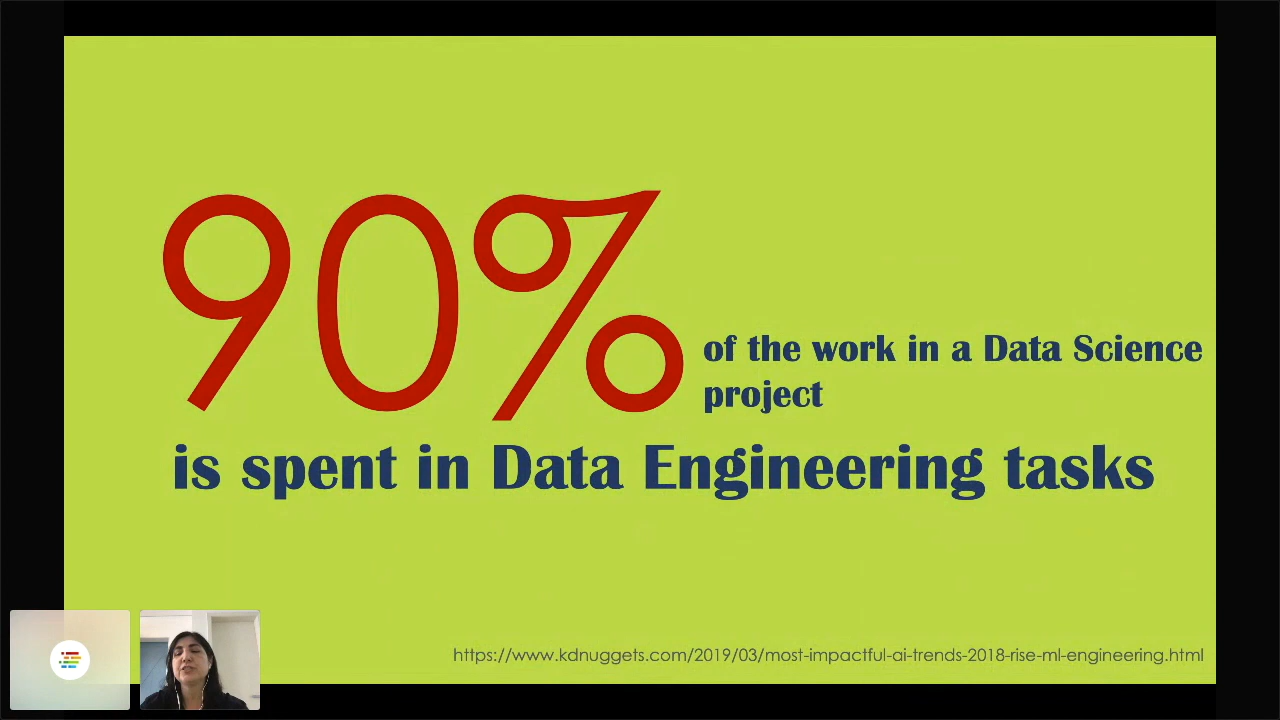 90%
of the work in a Data Science
project
is spent in Data Engineering tasks
https://www.kdnuggets.com/2019/03/most-impactful-ai-trends-2018-rise-ml-engineering.html